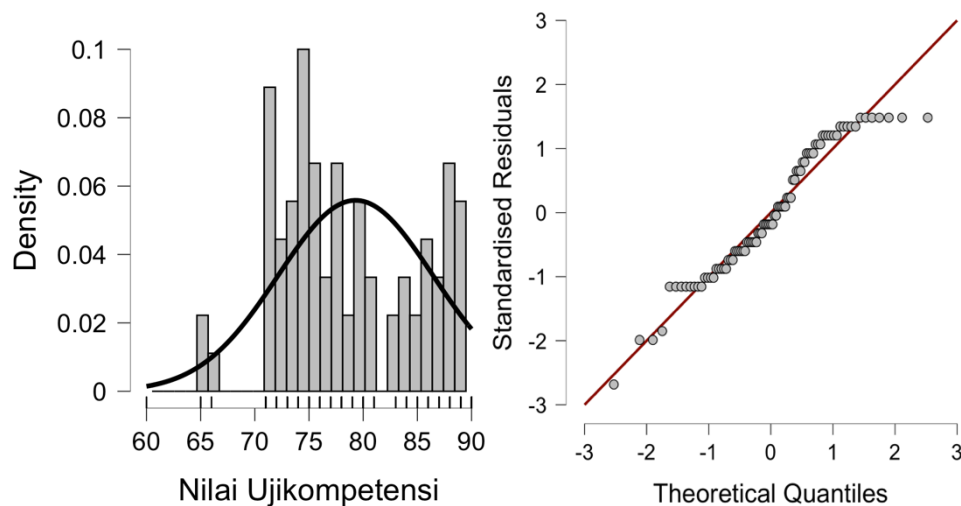 Density
0.1
0.08
0.06
0.04
0.02
0
60 65 70 75 80 85 90
Nilai Ujikompetensi
Standardised Residuals
3
2
1
0
-1
-2
-3
-3 -2 -1 0 1 2 3
Theoretical Quantiles